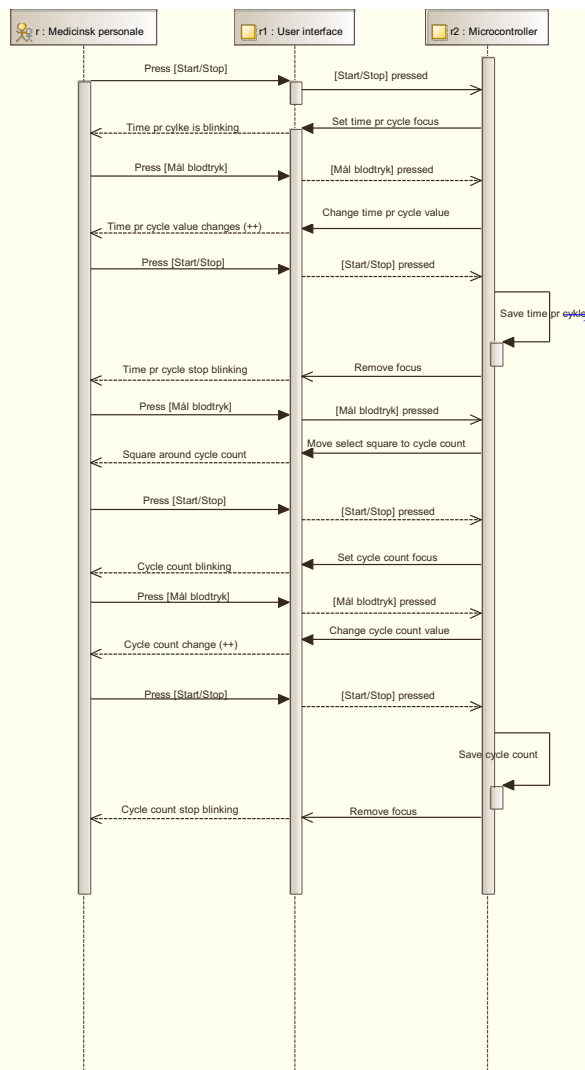 r : Medicinsk personale
r1 : User interface
r2 : Microcontroller
Press [Start/Stop]
[Start/Stop] pressed
Set time pr cycle focus
Time pr cylke is blinking
Press [Mål blodtryk]
[Mål blodtryk] pressed
Change time pr cycle value
Time pr cycle value changes (++)
Press [Start/Stop]
[Start/Stop] pressed
Save time pr cykle
Remove focus
Time pr cycle stop blinking
Press [Mål blodtryk]
[Mål blodtryk] pressed
Move select square to cycle count
Square around cycle count
Press [Start/Stop]
[Start/Stop] pressed
Set cycle count focus
Cycle count blinking
Press [Mål blodtryk]
[Mål blodtryk] pressed
Change cycle count value
Cycle count change (++)
Press [Start/Stop]
[Start/Stop] pressed
Save cycle count
Cycle count stop blinking
Remove focus